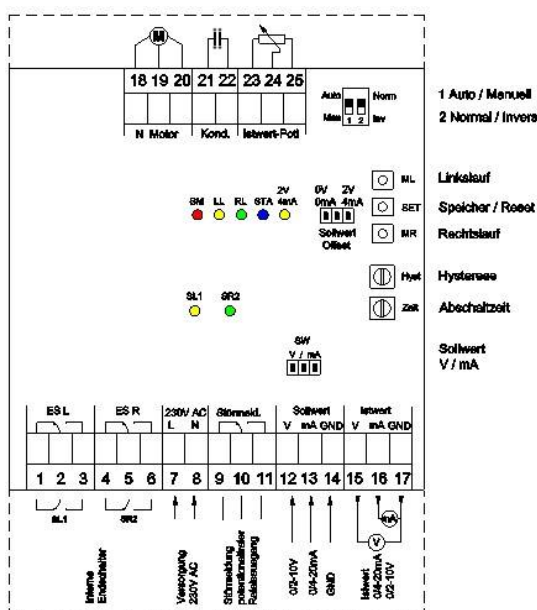 M
18 19 20 21 22 23 24 25
N Motor Kond. Istwert-Poti
Auto Norm
Man 1 2 Inv
1 Auto / Manuell
2 Normal / Invers
ML Linkslauf
SET Speicher / Reset
MR Rechtslauf
Hyst Hysterese
Zeit Abschaltzeit
SM LL RL STA 2V
4mA
0V 2V
0mA 4mA
Sollwert
Offset
SL1 SR2
SW
V / mA
Sollwert
V / mA
ES L ES R 230V AC Störmeld. Sollwert Istwert
L N V mA GND V mA GND
1 2 3 4 5 6 7 8 9 10 11 12 13 14 15 16 17
SL1 SR2
mA
V
Interne
Endschalter
Versorgung
230V AC
Störmeldung
potentionalfreier
Relaisausgang
0/2-10V
0/4-20mA
GND
Istwert
0/4-20mA
0/2-10V